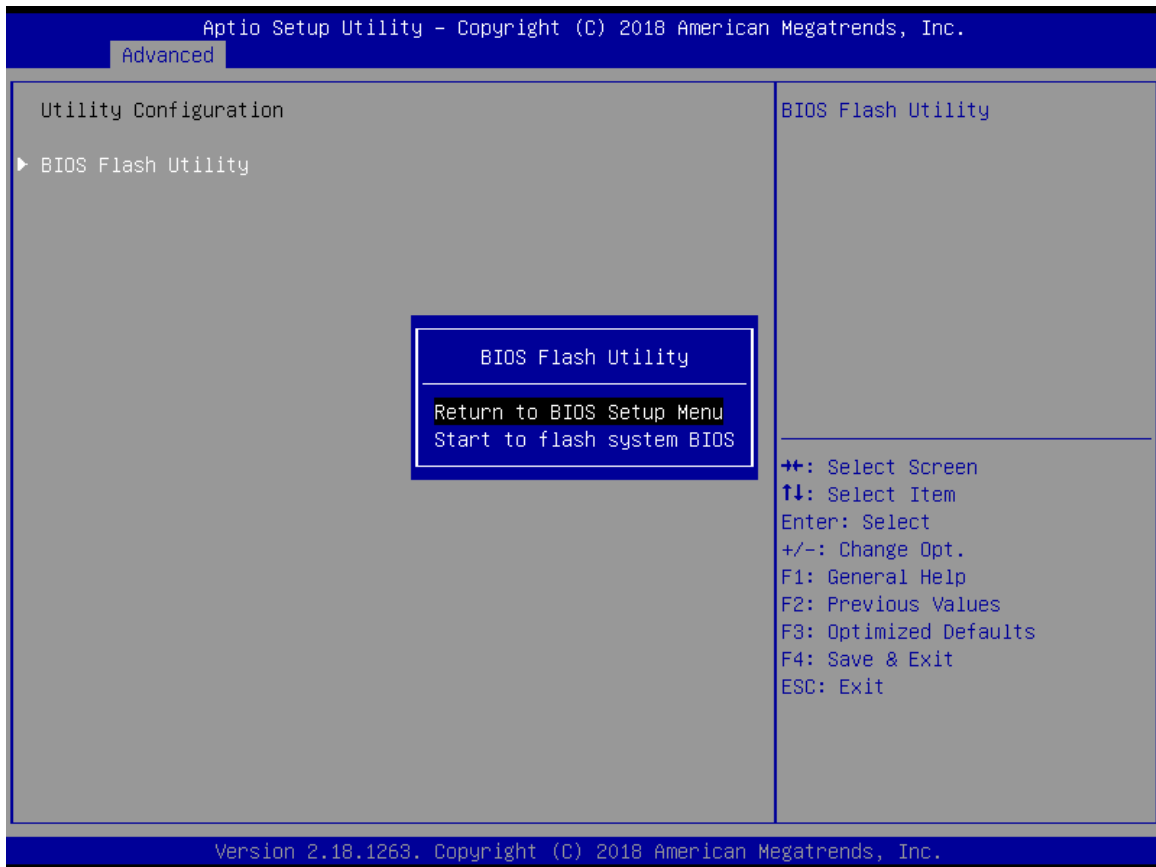 Aptio Setup Utility – Copyright (C) 2018 American Megatrends, Inc.
Advanced
Utility Configuration
BIOS Flash Utility
BIOS Flash Utility
BIOS Flash Utility
Return to BIOS Setup Menu
Start to flash system BIOS
→←: Select Screen
↑↓: Select Item
Enter: Select
+/-: Change Opt.
F1: General Help
F2: Previous Values
F3: Optimized Defaults
F4: Save & Exit
ESC: Exit
Version 2.18.1263. Copyright (C) 2018 American Megatrends, Inc.